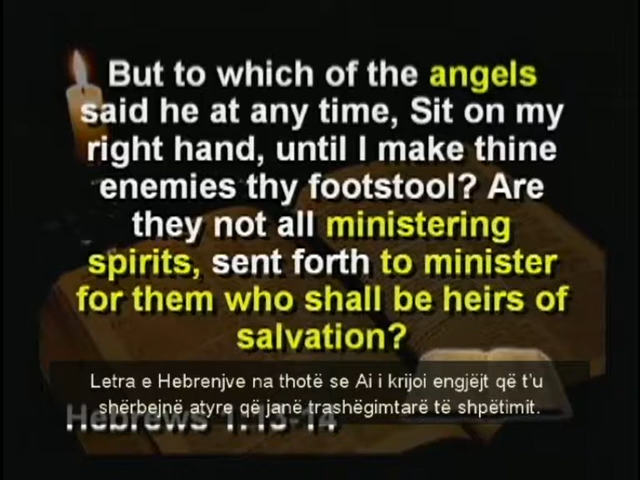 But to which of the angels
said he at any time, Sit on my
right hand, until I make thine
enemies thy footstool? Are
they not all ministering
spirits, sent forth to minister
for them who shall be heirs of
salvation?
Letra e Hebrenjve na thotë se Ai i krijoi engjëjt që t'u
shërbejnë atyre që janë trashëgimtarë të shpëtimit.
Hebrews 1:13-14